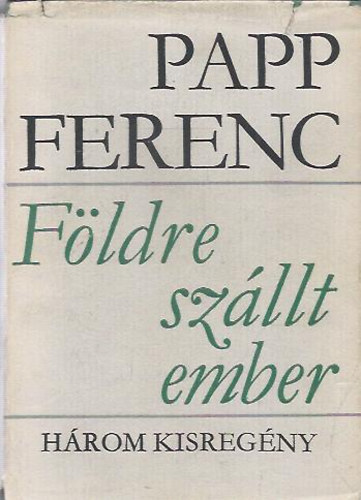 PAPP
FERENC
Földre
szállt
ember
HÁROM KISREGÉNY